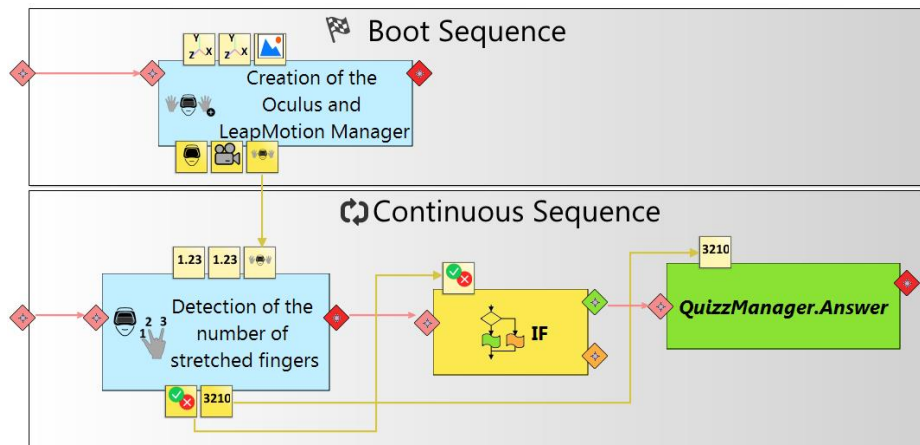 Boot Sequence
Y
Z X
Y
Z X
Creation of the
Oculus and
LeapMotion Manager
Continuous Sequence
1.23
1.23
3210
1 2 3
Detection of the
number of
stretched fingers
IF
QuizzManager.Answer
3210